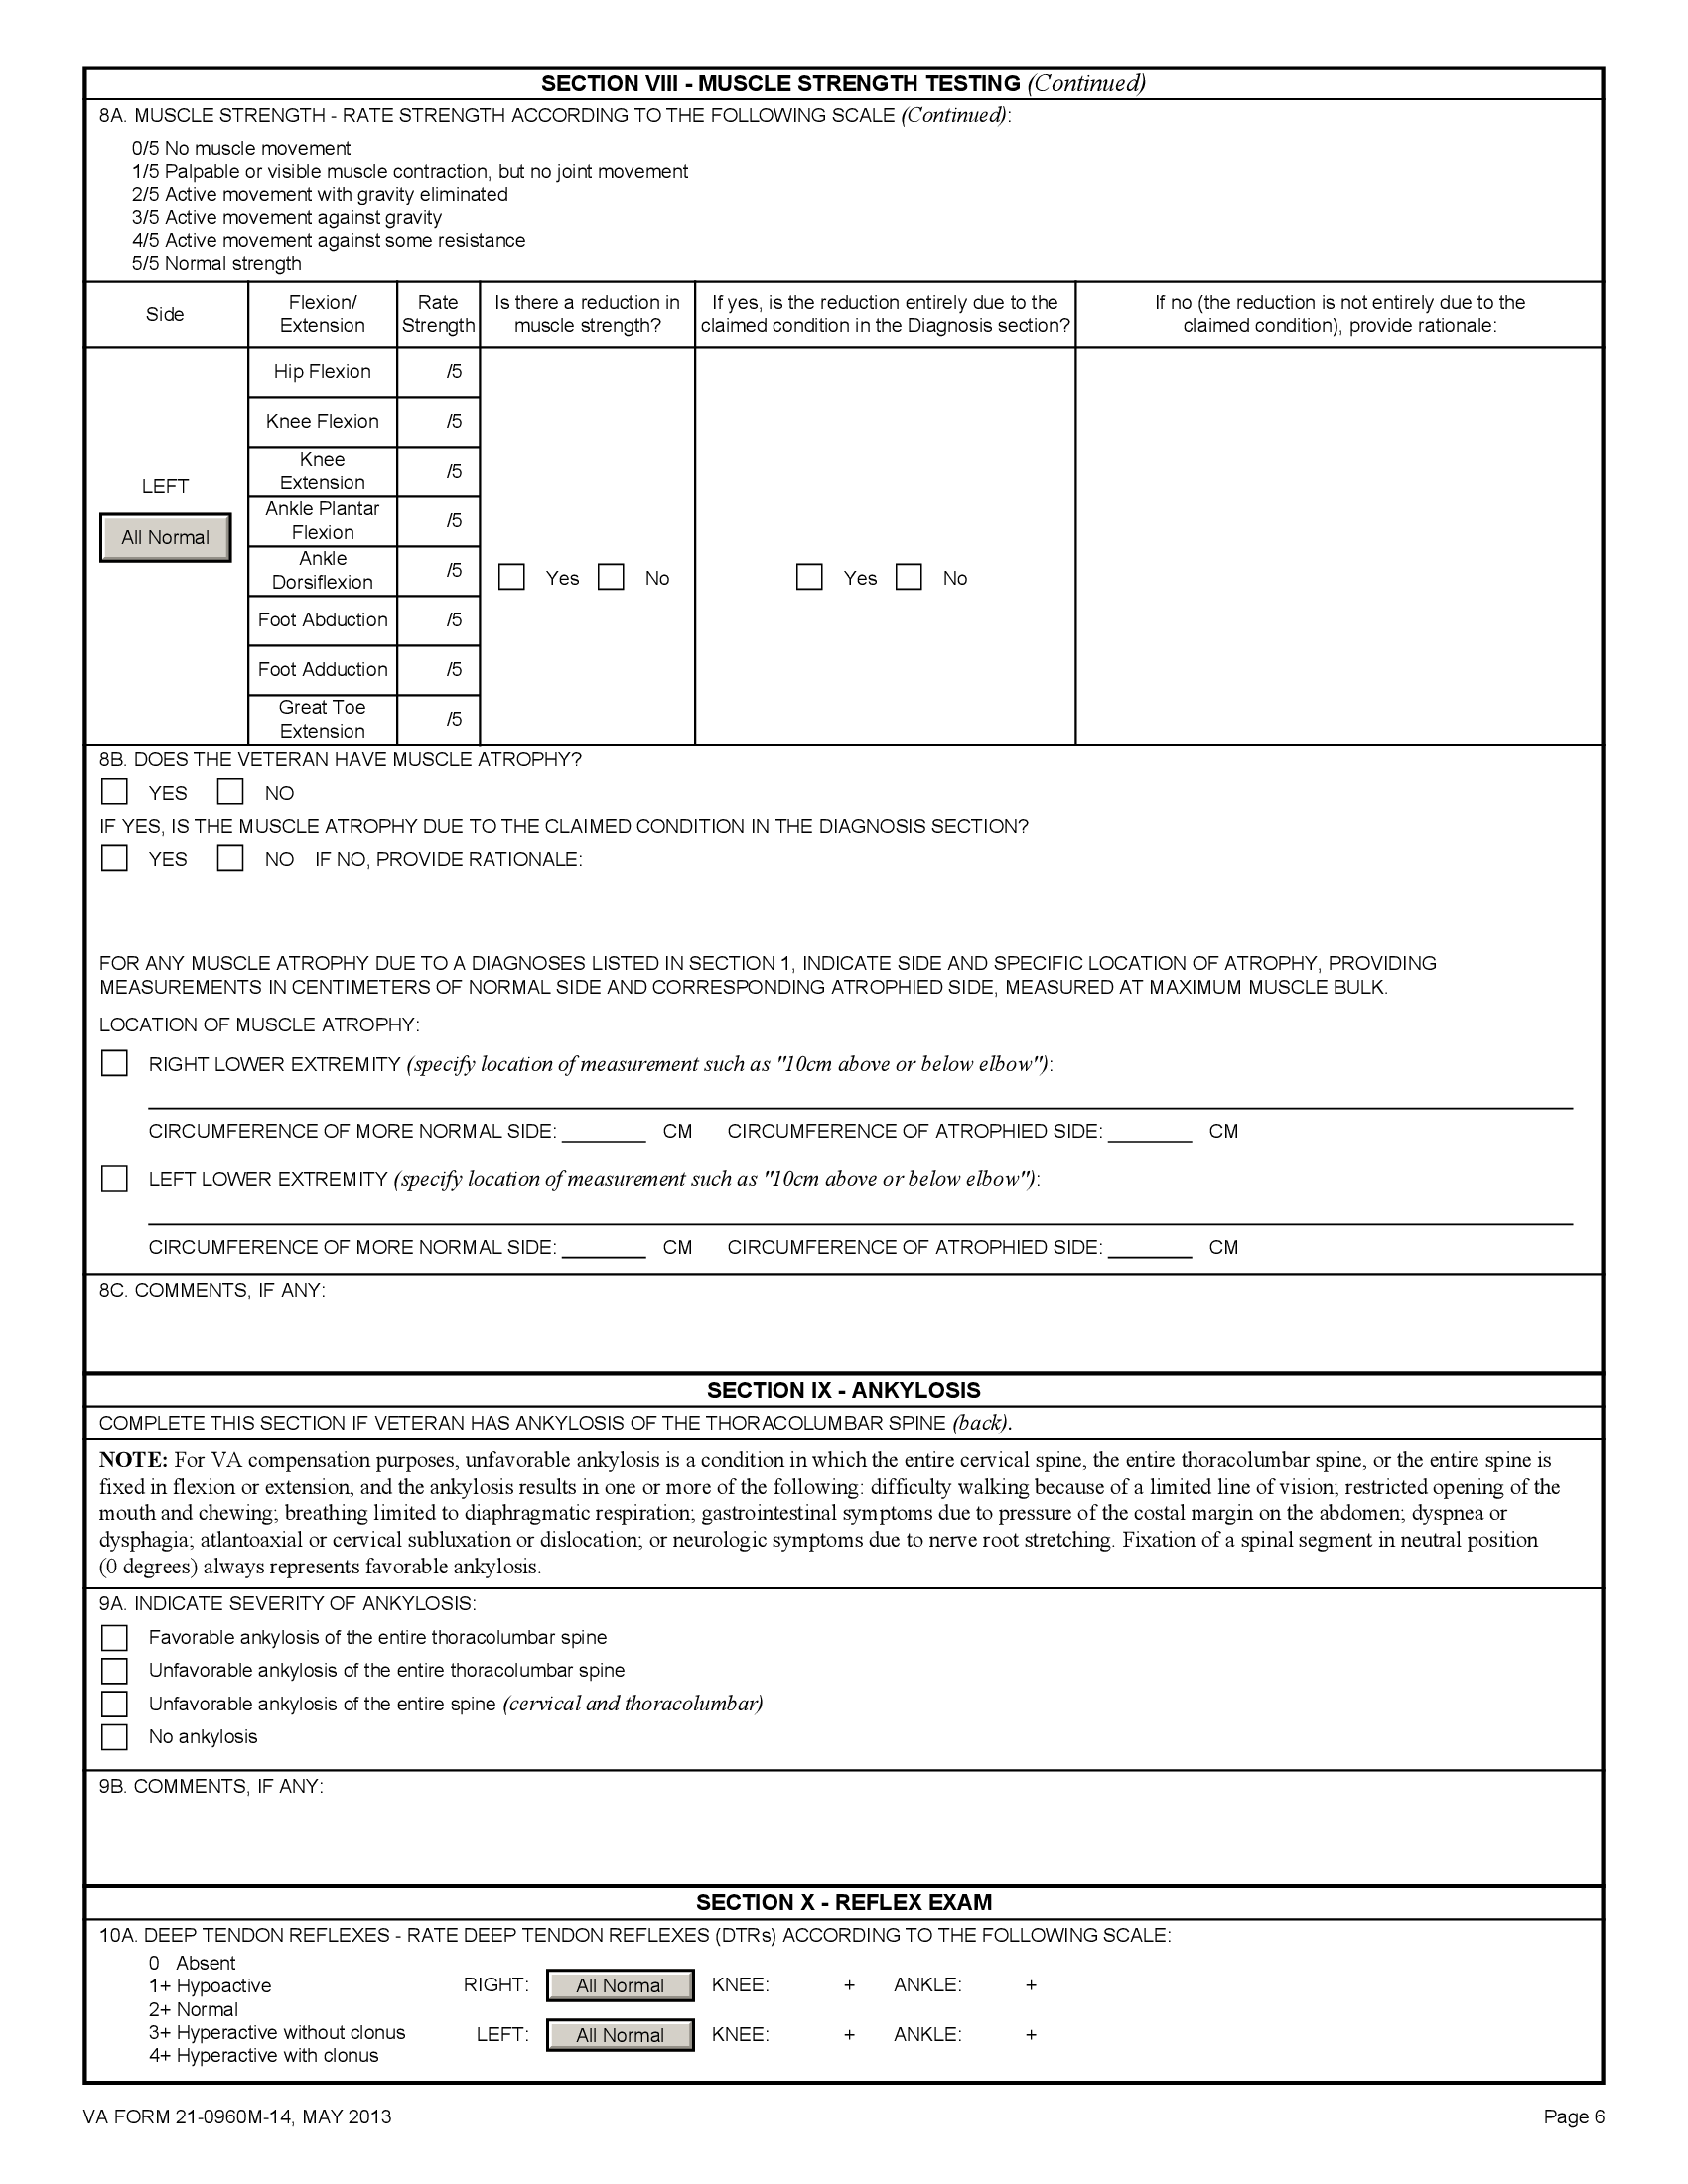 SECTION VIII - MUSCLE STRENGTH TESTING (Continued)
8A. MUSCLE STRENGTH - RATE STRENGTH ACCORDING TO THE FOLLOWING SCALE (Continued):
0/5 No muscle movement
1/5 Palpable or visible muscle contraction, but no joint movement
2/5 Active movement with gravity eliminated
3/5 Active movement against gravity
4/5 Active movement against some resistance
5/5 Normal strength
Side
Flexion/
Extension
Rate
Strength
Is there a reduction in
muscle strength?
If yes, is the reduction entirely due to the
claimed condition in the Diagnosis section?
If no (the reduction is not entirely due to the
claimed condition), provide rationale:
LEFT
All Normal
Hip Flexion /5
Knee Flexion /5
Knee
Extension /5
Ankle Plantar
Flexion /5
Ankle
Dorsiflexion /5
Foot Abduction /5
Foot Adduction /5
Great Toe
Extension /5
Yes No
Yes No
8B. DOES THE VETERAN HAVE MUSCLE ATROPHY?
YES NO
IF YES, IS THE MUSCLE ATROPHY DUE TO THE CLAIMED CONDITION IN THE DIAGNOSIS SECTION?
YES NO IF NO, PROVIDE RATIONALE:
FOR ANY MUSCLE ATROPHY DUE TO A DIAGNOSES LISTED IN SECTION 1, INDICATE SIDE AND SPECIFIC LOCATION OF ATROPHY, PROVIDING
MEASUREMENTS IN CENTIMETERS OF NORMAL SIDE AND CORRESPONDING ATROPHIED SIDE, MEASURED AT MAXIMUM MUSCLE BULK.
LOCATION OF MUSCLE ATROPHY:
RIGHT LOWER EXTREMITY (specify location of measurement such as "10cm above or below elbow"):
CIRCUMFERENCE OF MORE NORMAL SIDE: ________ CM CIRCUMFERENCE OF ATROPHIED SIDE: ________ CM
LEFT LOWER EXTREMITY (specify location of measurement such as "10cm above or below elbow"):
CIRCUMFERENCE OF MORE NORMAL SIDE: ________ CM CIRCUMFERENCE OF ATROPHIED SIDE: ________ CM
8C. COMMENTS, IF ANY:
SECTION IX - ANKYLOSIS
COMPLETE THIS SECTION IF VETERAN HAS ANKYLOSIS OF THE THORACOLUMBAR SPINE (back).
NOTE: For VA compensation purposes, unfavorable ankylosis is a condition in which the entire cervical spine, the entire thoracolumbar spine, or the entire spine is
fixed in flexion or extension, and the ankylosis results in one or more of the following: difficulty walking because of a limited line of vision; restricted opening of the
mouth and chewing; breathing limited to diaphragmatic respiration; gastrointestinal symptoms due to pressure of the costal margin on the abdomen; dyspnea or
dysphagia; atlantoaxial or cervical subluxation or dislocation; or neurologic symptoms due to nerve root stretching. Fixation of a spinal segment in neutral position
(0 degrees) always represents favorable ankylosis.
9A. INDICATE SEVERITY OF ANKYLOSIS:
Favorable ankylosis of the entire thoracolumbar spine
Unfavorable ankylosis of the entire thoracolumbar spine
Unfavorable ankylosis of the entire spine (cervical and thoracolumbar)
No ankylosis
9B. COMMENTS, IF ANY:
SECTION X - REFLEX EXAM
10A. DEEP TENDON REFLEXES - RATE DEEP TENDON REFLEXES (DTRs) ACCORDING TO THE FOLLOWING SCALE:
0 Absent
1+ Hypoactive
2+ Normal
3+ Hyperactive without clonus
4+ Hyperactive with clonus
RIGHT: All Normal KNEE: + ANKLE: +
LEFT: All Normal KNEE: + ANKLE: +
VA FORM 21-0960M-14, MAY 2013
Page 6